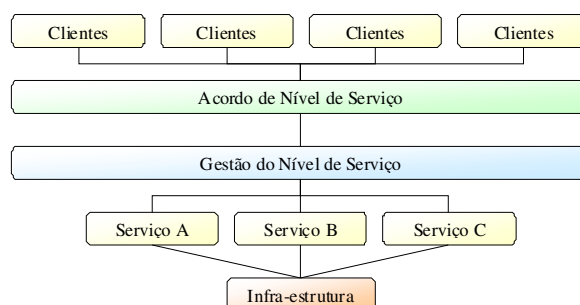 Clientes
Clientes
Clientes
Clientes
Acordo de Nível de Serviço
Gestão do Nível de Serviço
Serviço A
Serviço B
Serviço C
Infra-estrutura